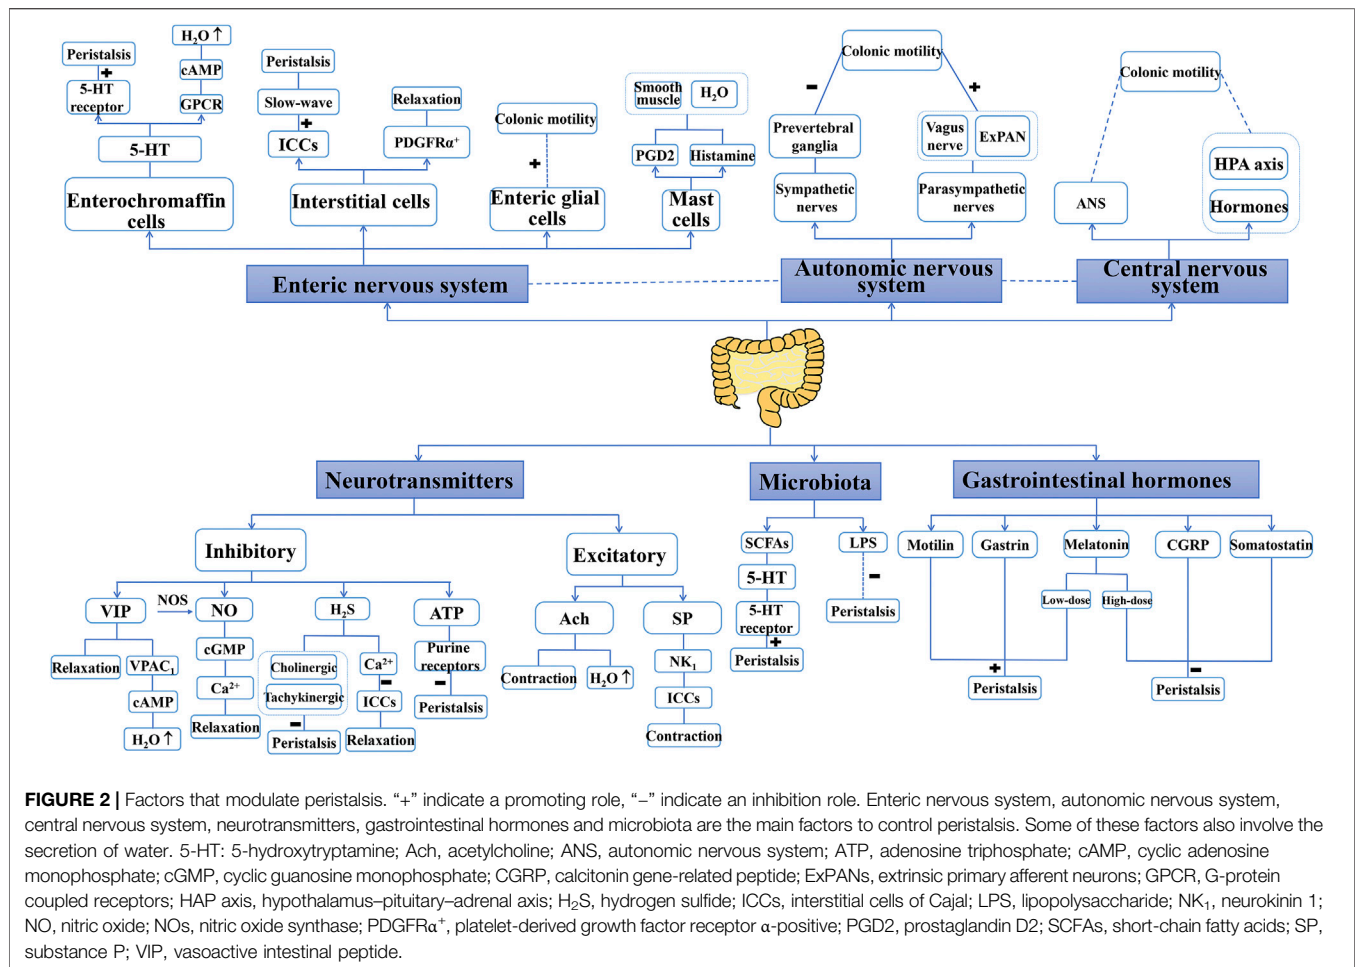 H₂O ↑
Peristalsis
+
cAMP
5-HT
receptor
GPCR
5-HT
Enterochromaffin
cells
Peristalsis
Slow-wave
+
ICCs
Relaxation
PDGFRα⁺
Interstitial cells
Colonic motility
+
Enteric glial
cells
Smooth
muscle
H₂O
PGD2
Histamine
Mast
cells
Colonic motility
-
+
Prevertebral
ganglia
Vagus
nerve
ExPAN
Sympathetic
nerves
Parasympathetic
nerves
Colonic motility
ANS
HPA axis
Hormones
Enteric nervous system
Autonomic nervous
system
Central nervous
system
Neurotransmitters
Microbiota
Gastrointestinal hormones
Inhibitory
Excitatory
VIP
NOS
NO
H₂S
ATP
Relaxation
VPAC₁
cAMP
H₂O ↑
cGMP
Ca²⁺
Relaxation
Cholinergic
Tachykinergic
-
Peristalsis
Ca²⁺
-
ICCs
Relaxation
Purine
receptors
-
Peristalsis
Ach
SP
Contraction
H₂O ↑
NK₁
ICCs
Contraction
SCFAs
LPS
5-HT
-
5-HT
receptor
+
Peristalsis
Peristalsis
Motilin
Gastrin
Melatonin
CGRP
Somatostatin
Low-dose
High-dose
+
Peristalsis
-
Peristalsis
FIGURE 2 | Factors that modulate peristalsis. “+” indicate a promoting role, “−” indicate an inhibition role. Enteric nervous system, autonomic nervous system,
central nervous system, neurotransmitters, gastrointestinal hormones and microbiota are the main factors to control peristalsis. Some of these factors also involve the
secretion of water. 5-HT: 5-hydroxytryptamine; Ach, acetylcholine; ANS, autonomic nervous system; ATP, adenosine triphosphate; cAMP, cyclic adenosine
monophosphate; cGMP, cyclic guanosine monophosphate; CGRP, calcitonin gene-related peptide; ExPANs, extrinsic primary afferent neurons; GPCR, G-protein
coupled receptors; HAP axis, hypothalamus–pituitary–adrenal axis; H₂S, hydrogen sulfide; ICCs, interstitial cells of Cajal; LPS, lipopolysaccharide; NK₁, neurokinin 1;
NO, nitric oxide; NOs, nitric oxide synthase; PDGFRα⁺, platelet-derived growth factor receptor α-positive; PGD2, prostaglandin D2; SCFAs, short-chain fatty acids; SP,
substance P; VIP, vasoactive intestinal peptide.